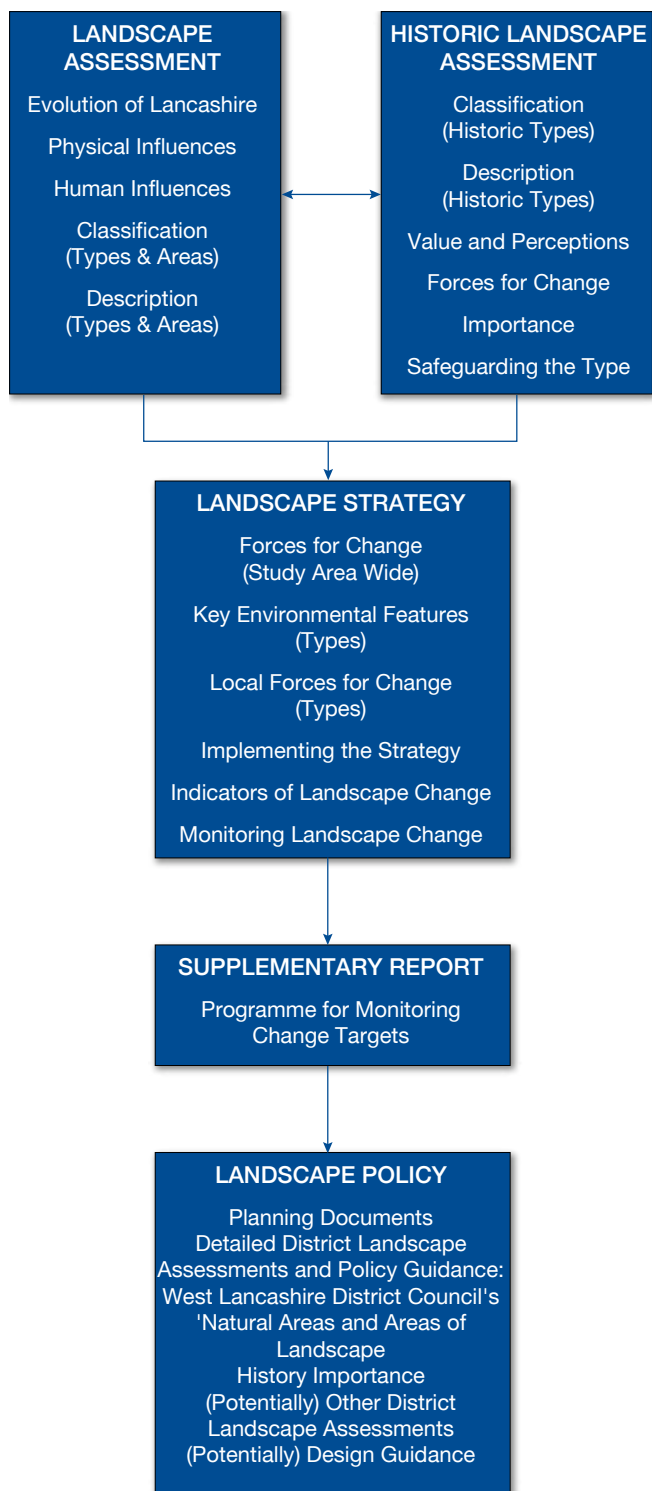 LANDSCAPE
ASSESSMENT
Evolution of Lancashire
Physical Influences
Human Influences
Classification
(Types & Areas)
Description
(Types & Areas)
HISTORIC LANDSCAPE
ASSESSMENT
Classification
(Historic Types)
Description
(Historic Types)
Value and Perceptions
Forces for Change
Importance
Safeguarding the Type
LANDSCAPE STRATEGY
Forces for Change
(Study Area Wide)
Key Environmental Features
(Types)
Local Forces for Change
(Types)
Implementing the Strategy
Indicators of Landscape Change
Monitoring Landscape Change
SUPPLEMENTARY REPORT
Programme for Monitoring
Change Targets
LANDSCAPE POLICY
Planning Documents
Detailed District Landscape
Assessments and Policy Guidance:
West Lancashire District Council's
'Natural Areas and Areas of
Landscape
History Importance
(Potentially) Other District
Landscape Assessments
(Potentially) Design Guidance